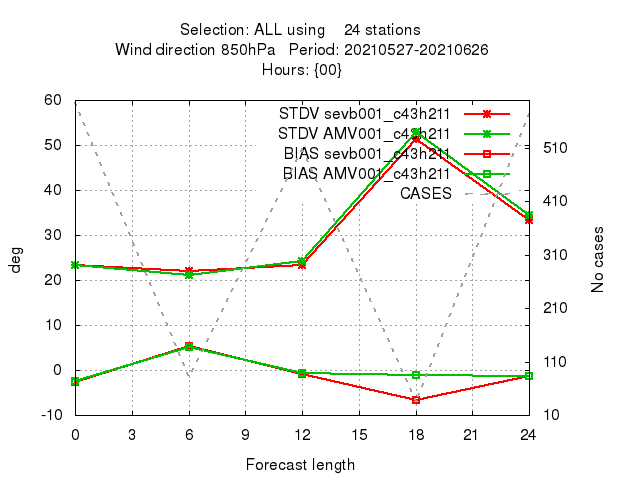 Selection: ALL using 24 stations
Wind direction 850hPa Period: 20210527-20210626
Hours: {00}
STDV sevb001_c43h211
STDV AMV001_c43h211
BIAS sevb001_c43h211
BIAS AMV001_c43h211
CASES
60
50
40
30
20
10
0
-10
deg
510
410
310
210
110
10
No cases
0 3 6 9 12 15 18 21 24
Forecast length